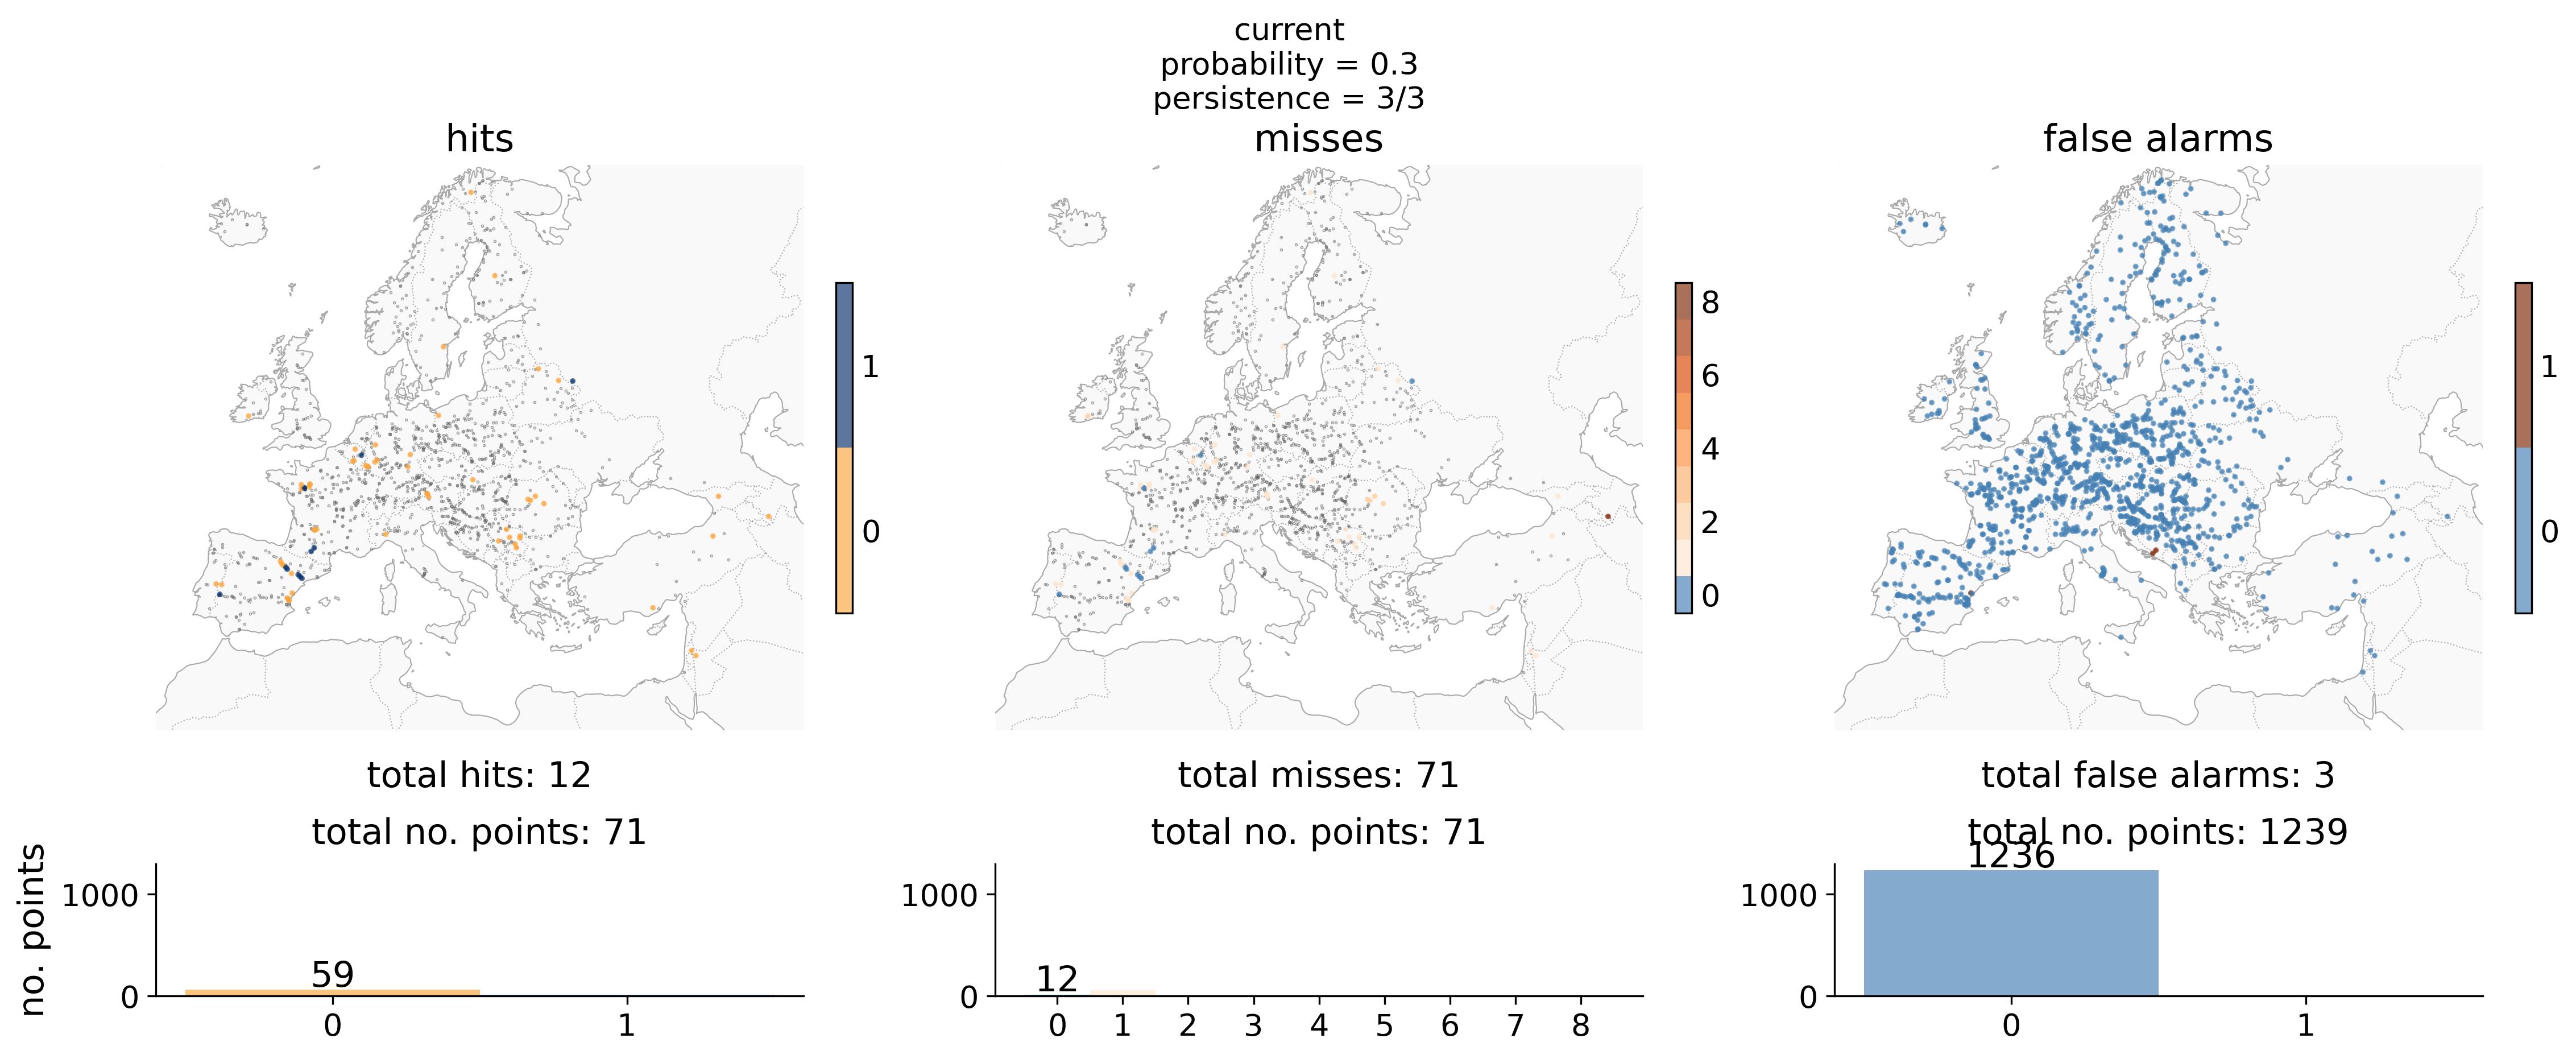 current
probability = 0.3
persistence = 3/3
hits
misses
false alarms
1
0
8
6
4
2
0
1
0
total hits: 12
total misses: 71
total false alarms: 3
total no. points: 71
total no. points: 71
total no. points: 1239
no. points
1000
0
59
0 1
1000
0
12
0 1 2 3 4 5 6 7 8
1000
0
1236
0 1